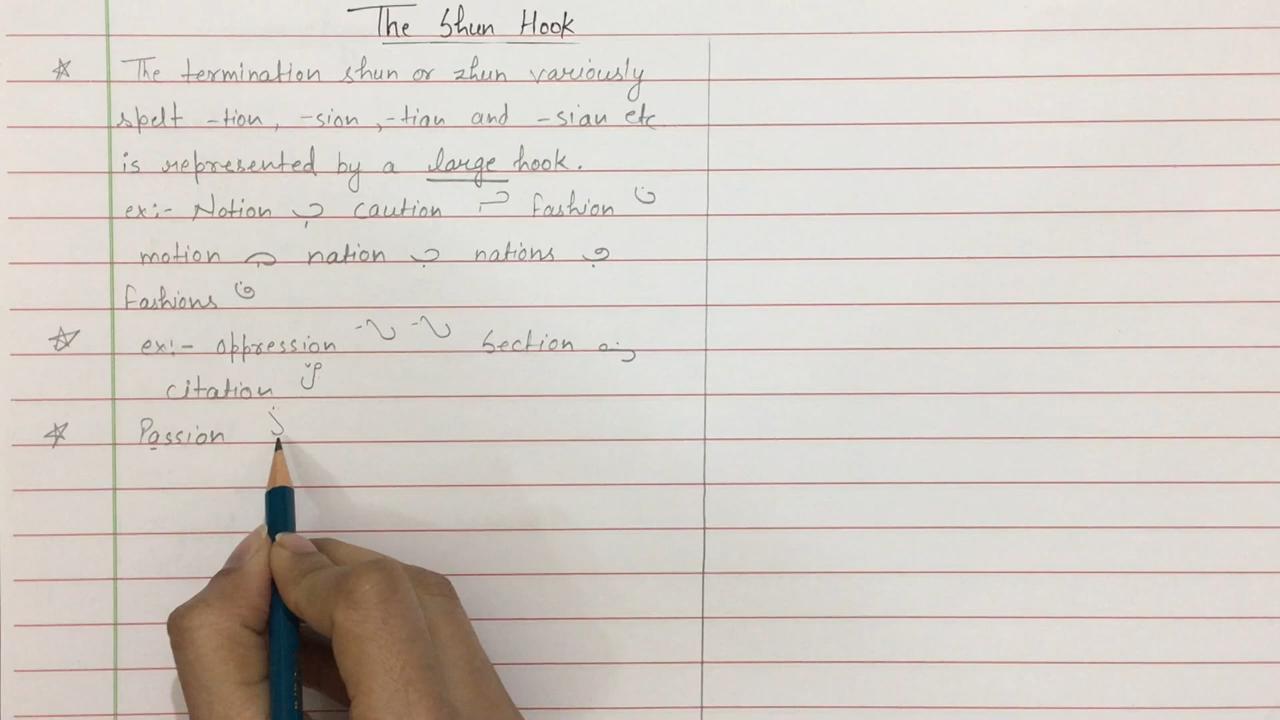 The Shun Hook
The termination shun or zhun variously
spelt -tion, -sion, -tian and -sian etc
is represented by a large hook.
ex:- Notion caution fashion
motion nation nations
fashions
ex:- oppression Section
citation
Passion